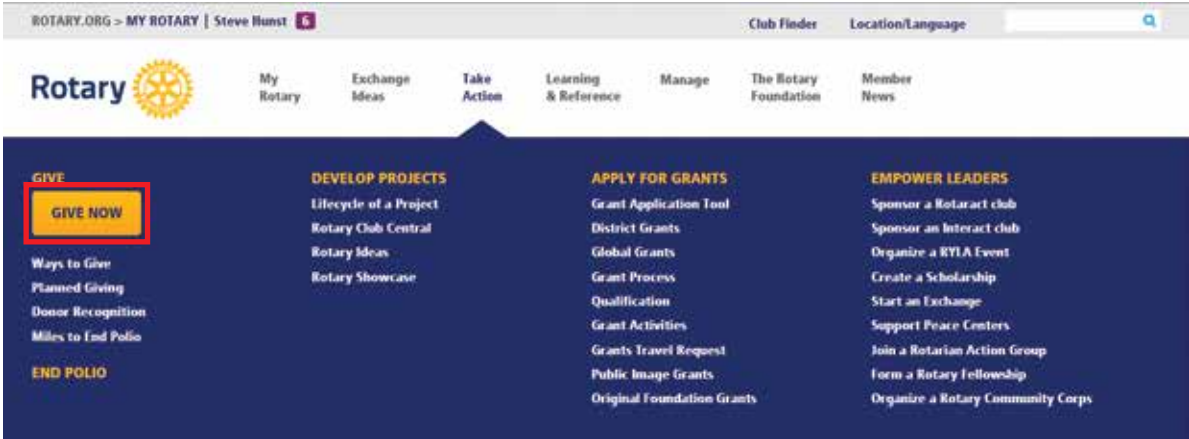 ROTARY.ORG > MY ROTARY | Steve Hunst 6
Club Finder
Location/Language
Rotary
My
Rotary
Exchange
Ideas
Take
Action
Learning
& Reference
Manage
The Rotary
Foundation
Member
News
GIVE
GIVE NOW
Ways to Give
Planned Giving
Donor Recognition
Miles to End Polio
END POLIO
DEVELOP PROJECTS
Lifecycle of a Project
Rotary Club Central
Rotary Ideas
Rotary Showcase
APPLY FOR GRANTS
Grant Application Tool
District Grants
Global Grants
Grant Process
Qualification
Grant Activities
Grants Travel Request
Public Image Grants
Original Foundation Grants
EMPOWER LEADERS
Sponsor a Rotaract club
Sponsor an Interact club
Organize a RYLA Event
Create a Scholarship
Start an Exchange
Support Peace Centers
Join a Rotarian Action Group
Form a Rotary Fellowship
Organize a Rotary Community Corps